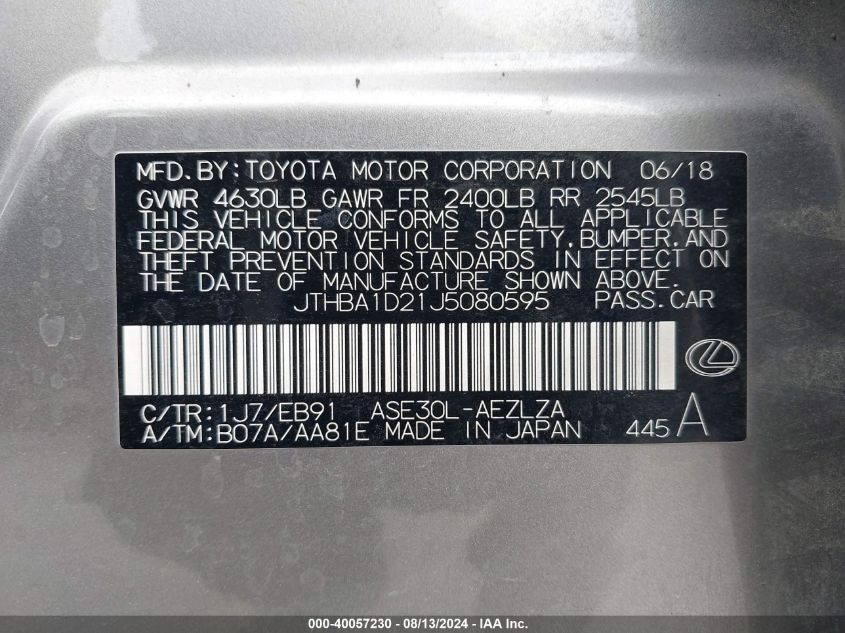 MFD.BY:TOYOTA MOTOR CORPORATION 06/18
GVWR 4630LB GAWR FR 2400LB RR 2545LB
THIS VEHICLE CONFORMS TO ALL APPLICABLE
FEDERAL MOTOR VEHICLE SAFETY,BUMPER,AND
THEFT PREVENTION STANDARDS IN EFFECT ON
THE DATE OF MANUFACTURE SHOWN ABOVE.
JTHBA1D21J5080595 PASS.CAR
C/TR:1J7/EB91 ASE30L-AEZLZA
A/TM:B07A/AA81E MADE IN JAPAN 445 A
000-40057230 - 08/13/2024 - IAA Inc.